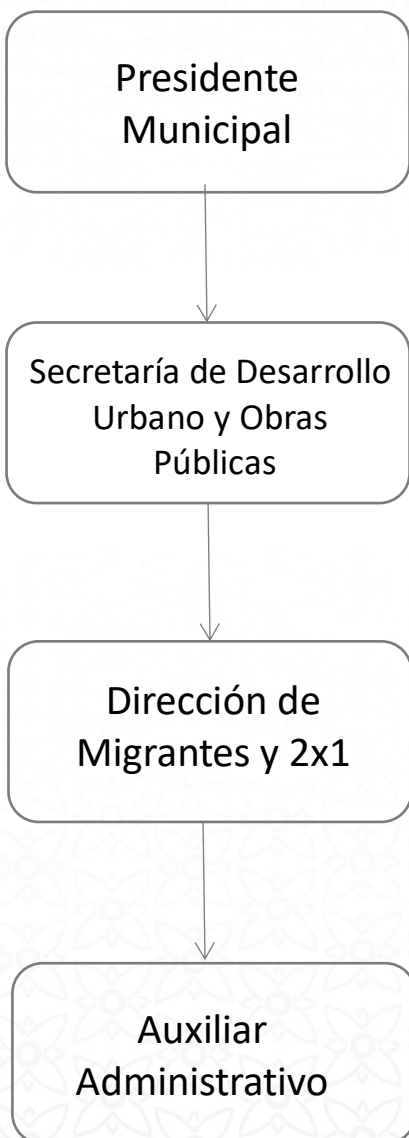 Presidente
Municipal
Secretaría de Desarrollo
Urbano y Obras
Públicas
Dirección de
Migrantes y 2x1
Auxiliar
Administrativo